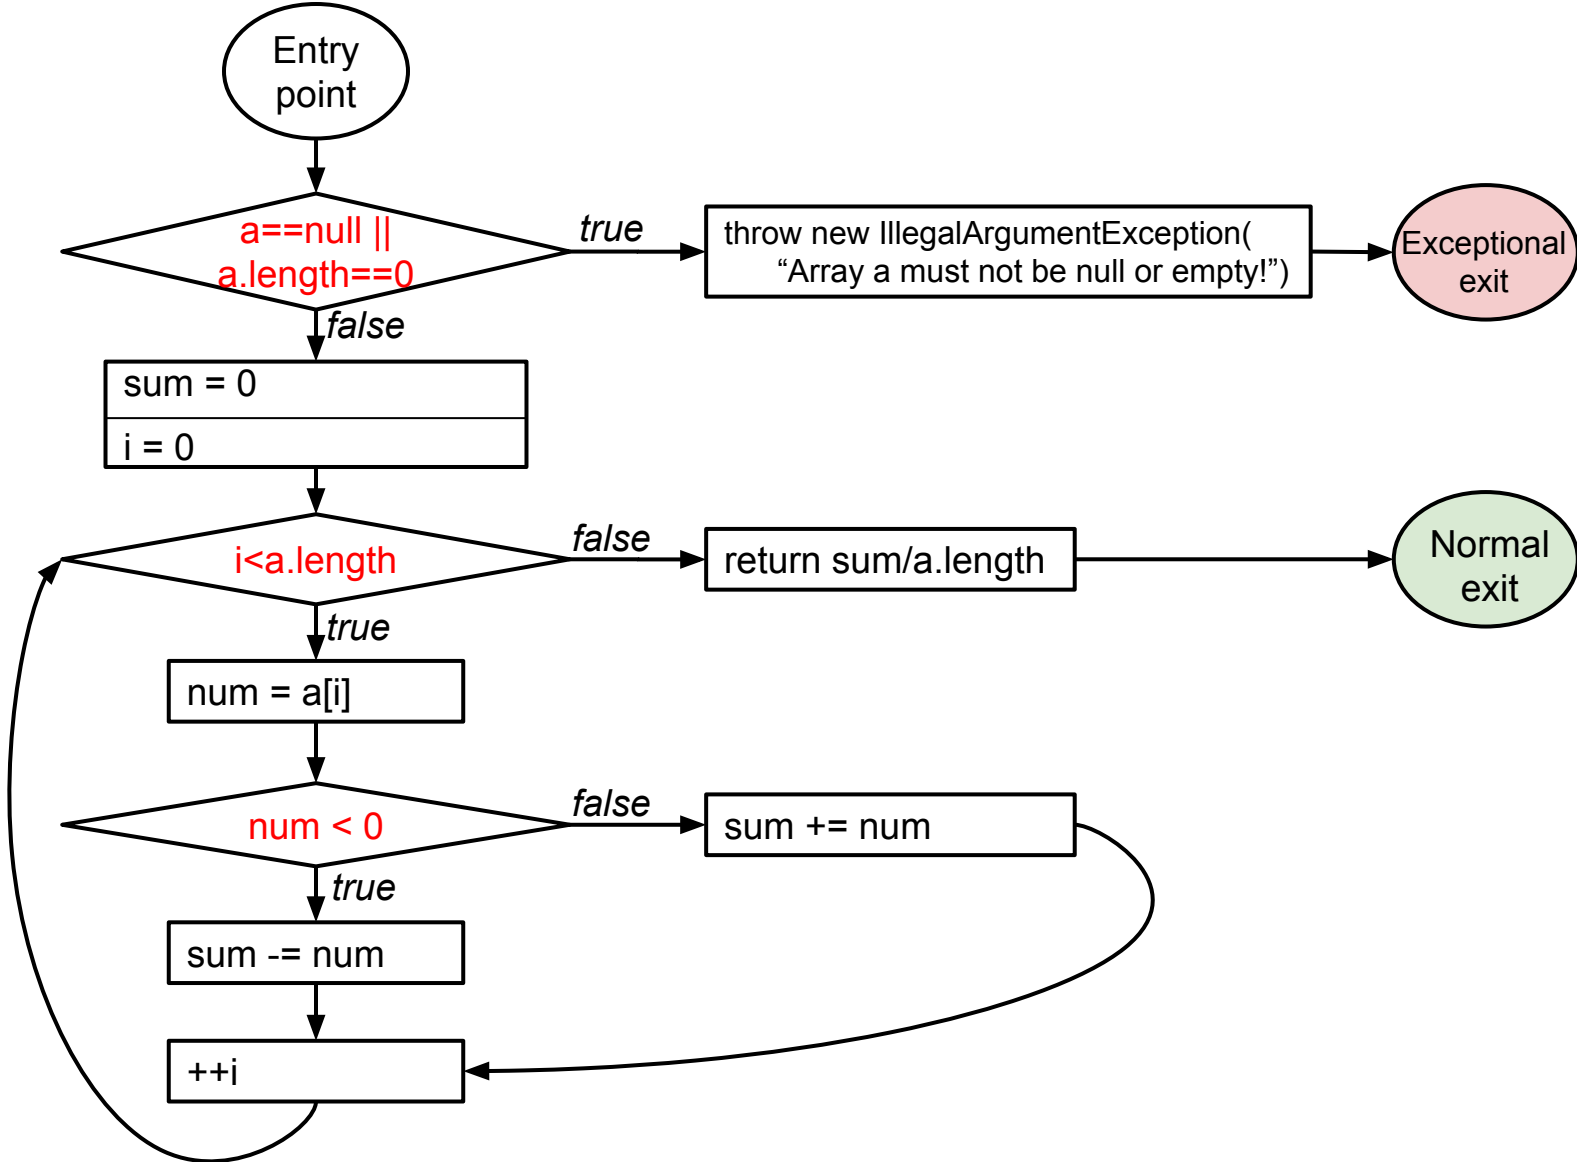 Entry
point
a==null ||
a.length==0
true
throw new IllegalArgumentException(
“Array a must not be null or empty!”)
Exceptional
exit
false
sum = 0
i = 0
i<a.length
false
return sum/a.length
Normal
exit
true
num = a[i]
num < 0
false
sum += num
true
sum -= num
++i